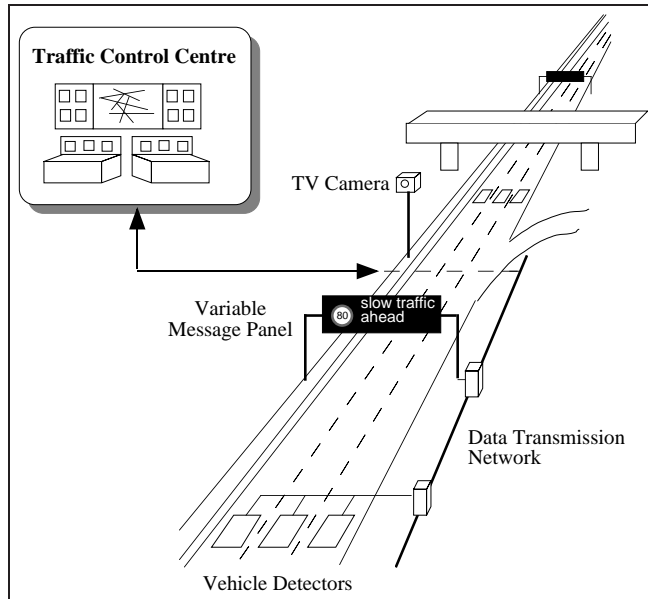 Traffic Control Centre
TV Camera
Variable
Message Panel
80
slow traffic
ahead
Data Transmission
Network
Vehicle Detectors